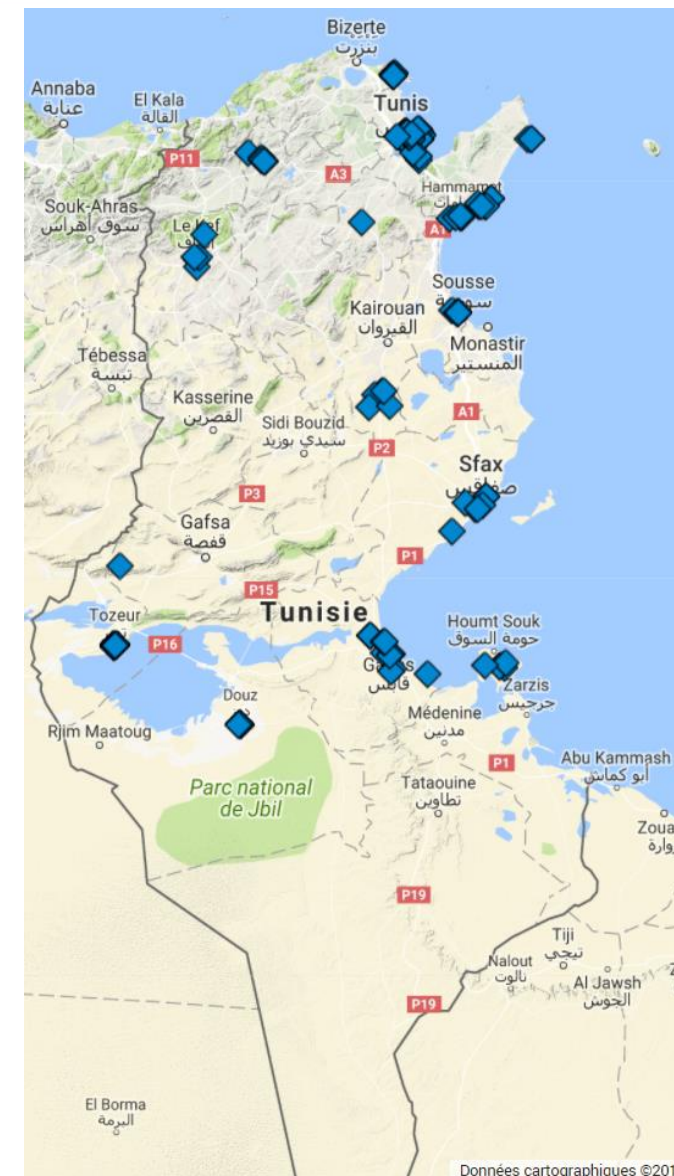 Bizerte
بنزرت
Annaba
عنابة
El Kala
القالة
Tunis
P11
A3
Hammamet
Souk-Ahras
سوق أهراس
Le Kef
A1
Sousse
سوسة
Kairouan
القيروان
Monastir
المنستير
Tébessa
تبسة
Kasserine
القصرين
Sidi Bouzid
سيدي بوزيد
A1
P2
Sfax
صفاقس
P3
Gafsa
قفصة
P1
P15
Tunisie
Tozeur
P16
Houmt Souk
حومة السوق
قابس
Zarzis
جرجيس
Douz
Rjim Maatoug
Médenine
مدنين
P1
Abu Kammash
أبو كماش
Parc national
de Jbil
Tataouine
تطاوين
P19
Tiji
تيجي
Nalout
نالوت
Al Jawsh
الجوش
P19
El Borma
البرمة
Données cartographiques ©201